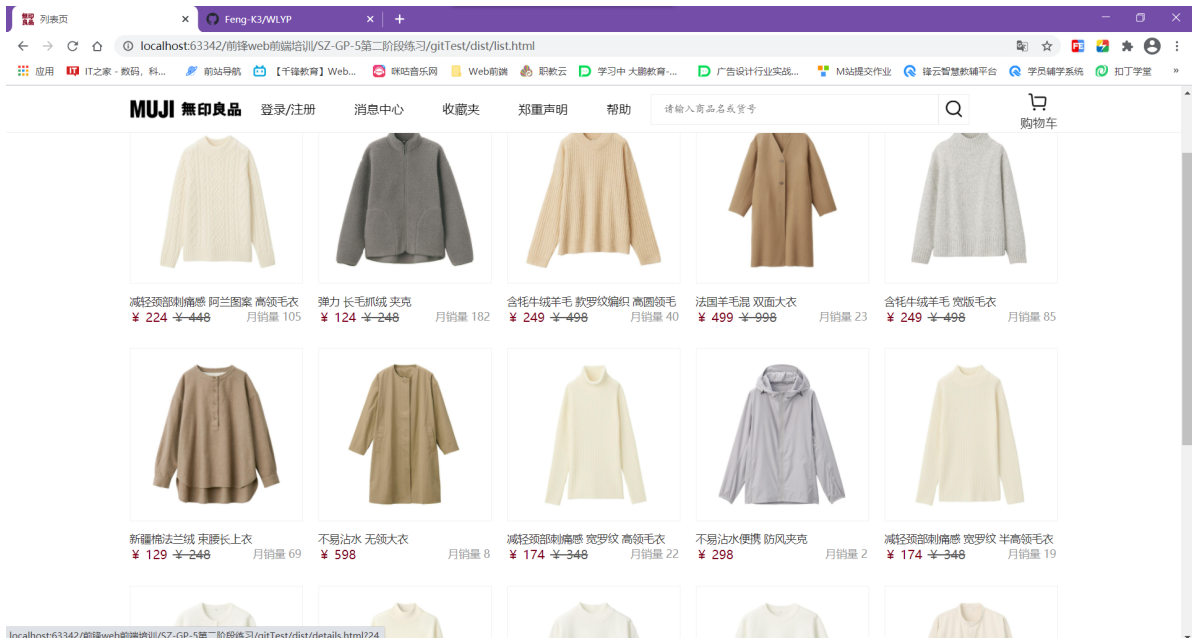 無印良品 列表页 Feng-K3/WLYP
localhost:63342/前锋web前端培训/SZ-GP-5第二阶段练习/gitTest/dist/list.html
应用 IT之家 - 数码，科... 前站导航 【千锋教育】Web... 咪咕音乐网 Web前端 职教云 学习中 大鹏教育-... 广告设计行业实战... M站提交作业 锋云智慧教辅平台 学员辅学系统 扣丁学堂 »
MUJI 無印良品 登录/注册 消息中心 收藏夹 郑重声明 帮助 请输入商品名或货号 购物车
减轻颈部刺痛感 阿兰图案 高领毛衣 弹力 长毛抓绒 夹克 含牦牛绒羊毛 款罗纹编织 高圆领毛 法国羊毛混 双面大衣 含牦牛绒羊毛 宽版毛衣
¥ 224 ¥ 448 月销量 105 ¥ 124 ¥ 248 月销量 182 ¥ 249 ¥ 498 月销量 40 ¥ 499 ¥ 998 月销量 23 ¥ 249 ¥ 498 月销量 85
新疆棉法兰绒 束腰长上衣 不易沾水 无领大衣 减轻颈部刺痛感 宽罗纹 高领毛衣 不易沾水便携 防风夹克 减轻颈部刺痛感 宽罗纹 半高领毛衣
¥ 129 ¥ 248 月销量 69 ¥ 598 月销量 8 ¥ 174 ¥ 348 月销量 22 ¥ 298 月销量 2 ¥ 174 ¥ 348 月销量 19
localhost:63342/前锋web前端培训/SZ-GP-5第二阶段练习/gitTest/dist/details.html?24